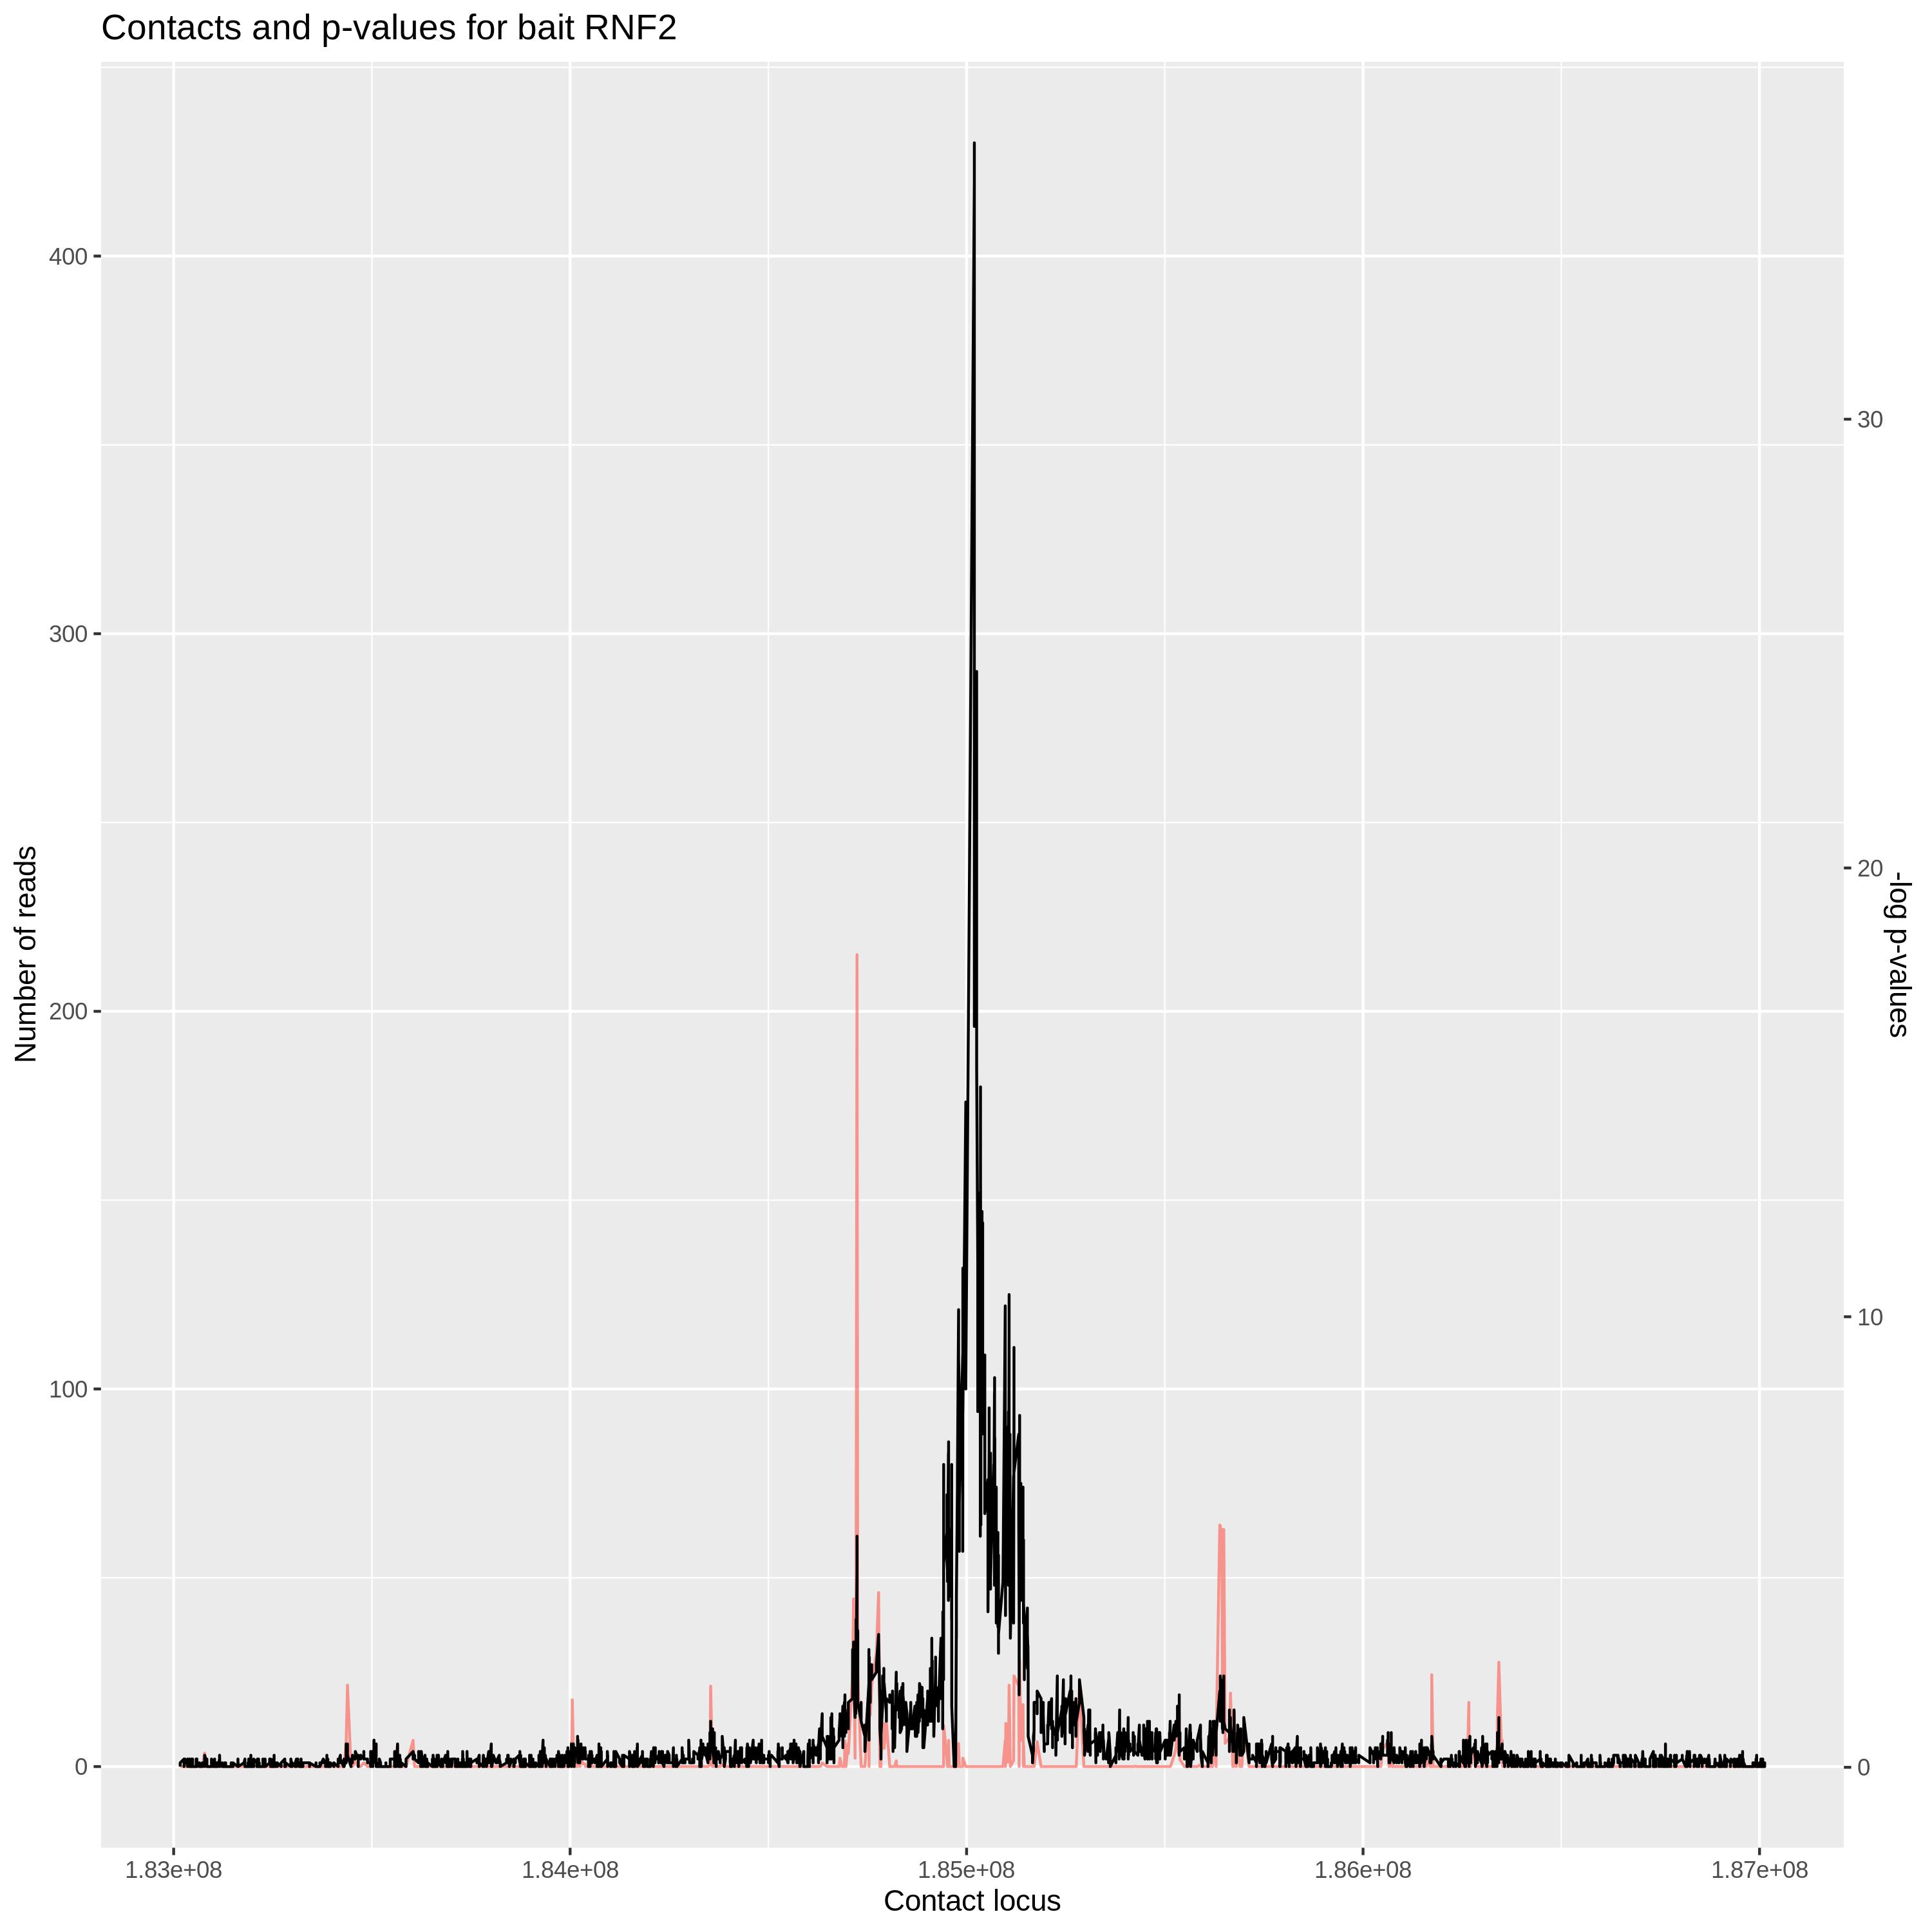 Contacts and p-values for bait RNF2
400
300
200
100
0
Number of reads
30
20
10
0
-log p-values
1.83e+08
1.84e+08
1.85e+08
1.86e+08
1.87e+08
Contact locus